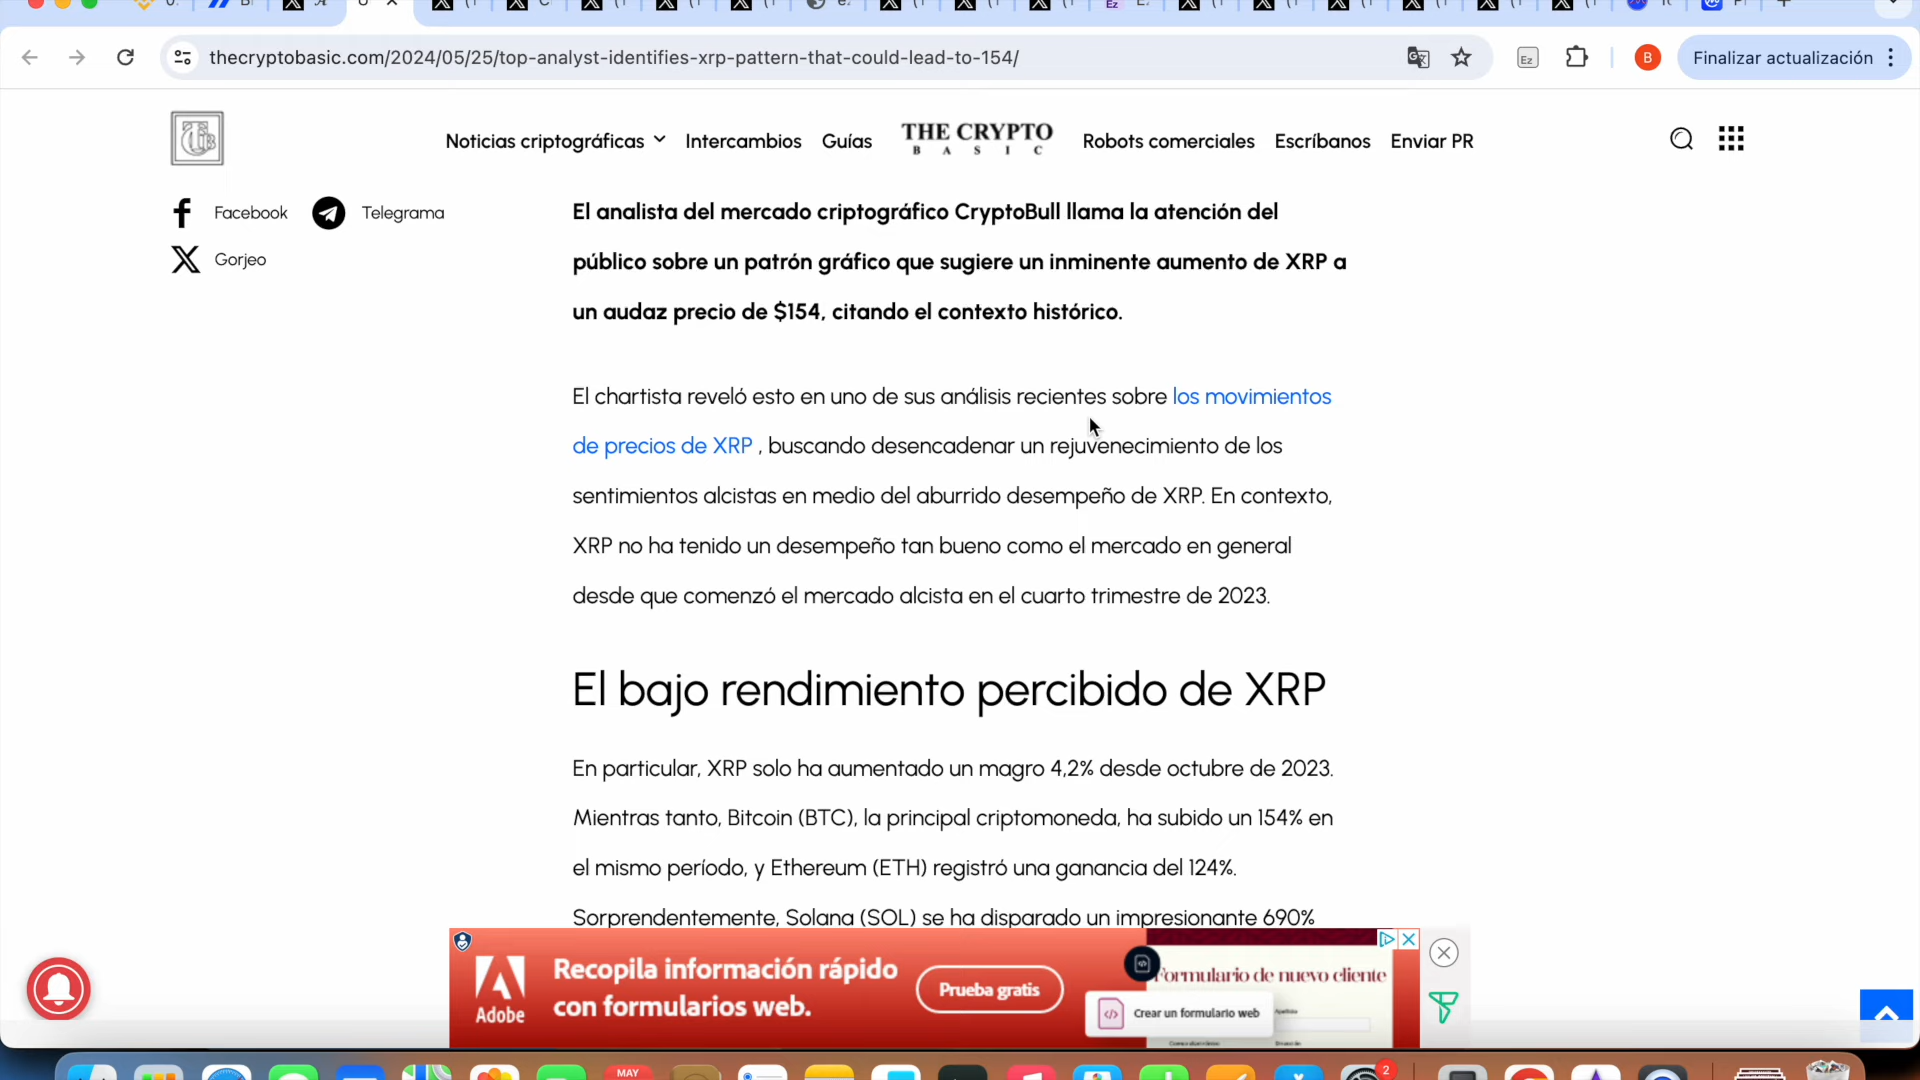 thecryptobasic.com/2024/05/25/top-analyst-identifies-xrp-pattern-that-could-lead-to-154/
Ez
B
Finalizar actualización
Noticias criptográficas
Intercambios
Guías
THE CRYPTO
BASIC
Robots comerciales
Escríbanos
Enviar PR
Facebook
Telegrama
Gorjeo
El analista del mercado criptográfico CryptoBull llama la atención del
público sobre un patrón gráfico que sugiere un inminente aumento de XRP a
un audaz precio de $154, citando el contexto histórico.
El chartista reveló esto en uno de sus análisis recientes sobre los movimientos
de precios de XRP , buscando desencadenar un rejuvenecimiento de los
sentimientos alcistas en medio del aburrido desempeño de XRP. En contexto,
XRP no ha tenido un desempeño tan bueno como el mercado en general
desde que comenzó el mercado alcista en el cuarto trimestre de 2023.
El bajo rendimiento percibido de XRP
En particular, XRP solo ha aumentado un magro 4,2% desde octubre de 2023.
Mientras tanto, Bitcoin (BTC), la principal criptomoneda, ha subido un 154% en
el mismo período, y Ethereum (ETH) registró una ganancia del 124%.
Sorprendentemente, Solana (SOL) se ha disparado un impresionante 690%
Adobe
Recopila información rápido
con formularios web.
Prueba gratis
Formulario de nuevo cliente
Crear un formulario web
MAY
2